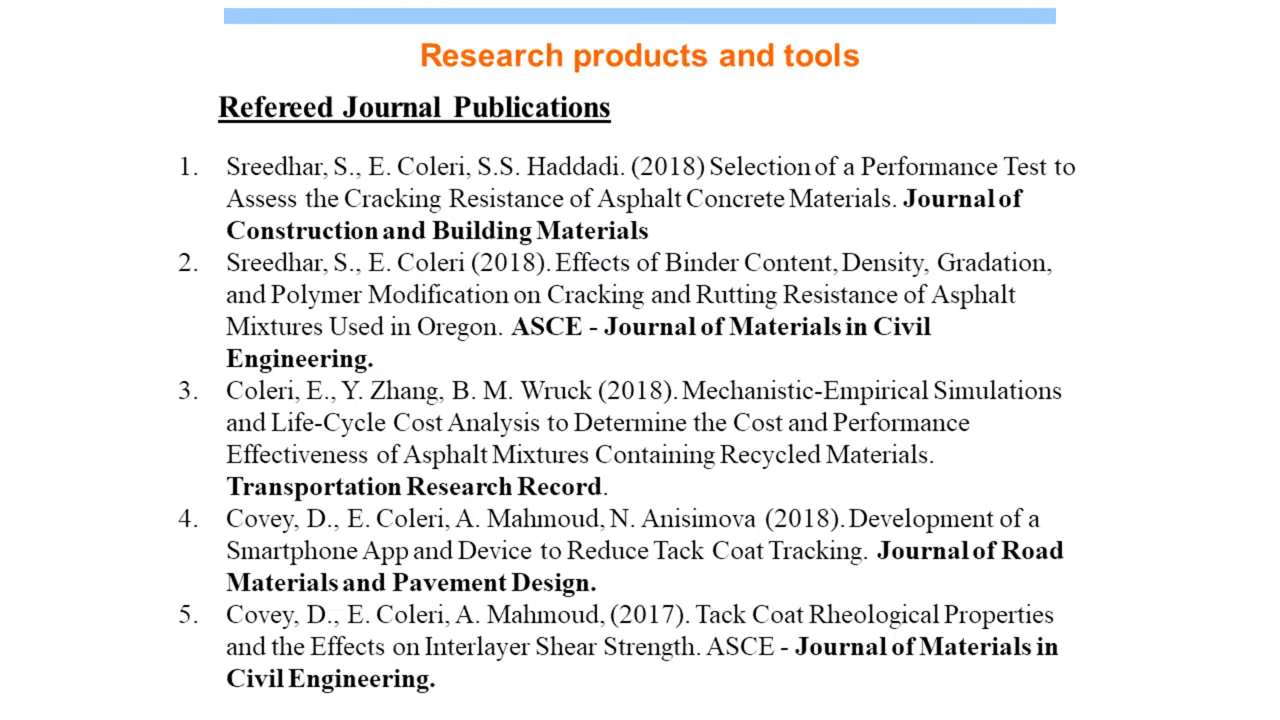 Research products and tools
Refereed Journal Publications
1. Sreedhar, S., E. Coleri, S.S. Haddadi. (2018) Selection of a Performance Test to
Assess the Cracking Resistance of Asphalt Concrete Materials. Journal of
Construction and Building Materials
2. Sreedhar, S., E. Coleri (2018). Effects of Binder Content, Density, Gradation,
and Polymer Modification on Cracking and Rutting Resistance of Asphalt
Mixtures Used in Oregon. ASCE - Journal of Materials in Civil
Engineering.
3. Coleri, E., Y. Zhang, B. M. Wruck (2018). Mechanistic-Empirical Simulations
and Life-Cycle Cost Analysis to Determine the Cost and Performance
Effectiveness of Asphalt Mixtures Containing Recycled Materials.
Transportation Research Record.
4. Covey, D., E. Coleri, A. Mahmoud, N. Anisimova (2018). Development of a
Smartphone App and Device to Reduce Tack Coat Tracking. Journal of Road
Materials and Pavement Design.
5. Covey, D., E. Coleri, A. Mahmoud, (2017). Tack Coat Rheological Properties
and the Effects on Interlayer Shear Strength. ASCE - Journal of Materials in
Civil Engineering.